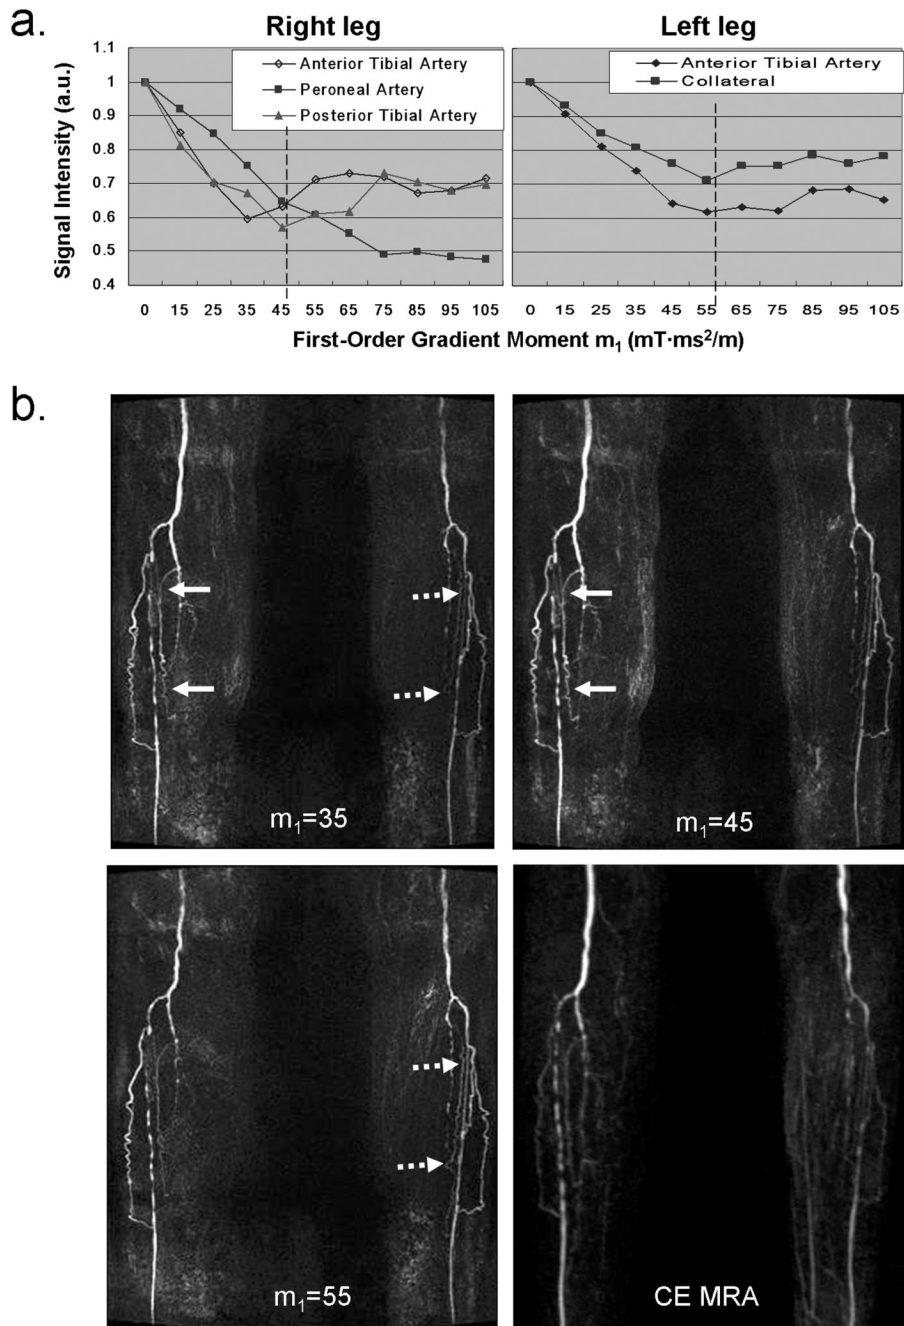 a.
Right leg
Left leg
Signal Intensity (a.u.)
1.1
1
0.9
0.8
0.7
0.6
0.5
0.4
Anterior Tibial Artery
Peroneal Artery
Posterior Tibial Artery
Anterior Tibial Artery
Collateral
0 15 25 35 45 55 65 75 85 95 105
0 15 25 35 45 55 65 75 85 95 105
First-Order Gradient Moment m₁ (mT·ms²/m)
b.
m₁=35
m₁=45
m₁=55
CE MRA